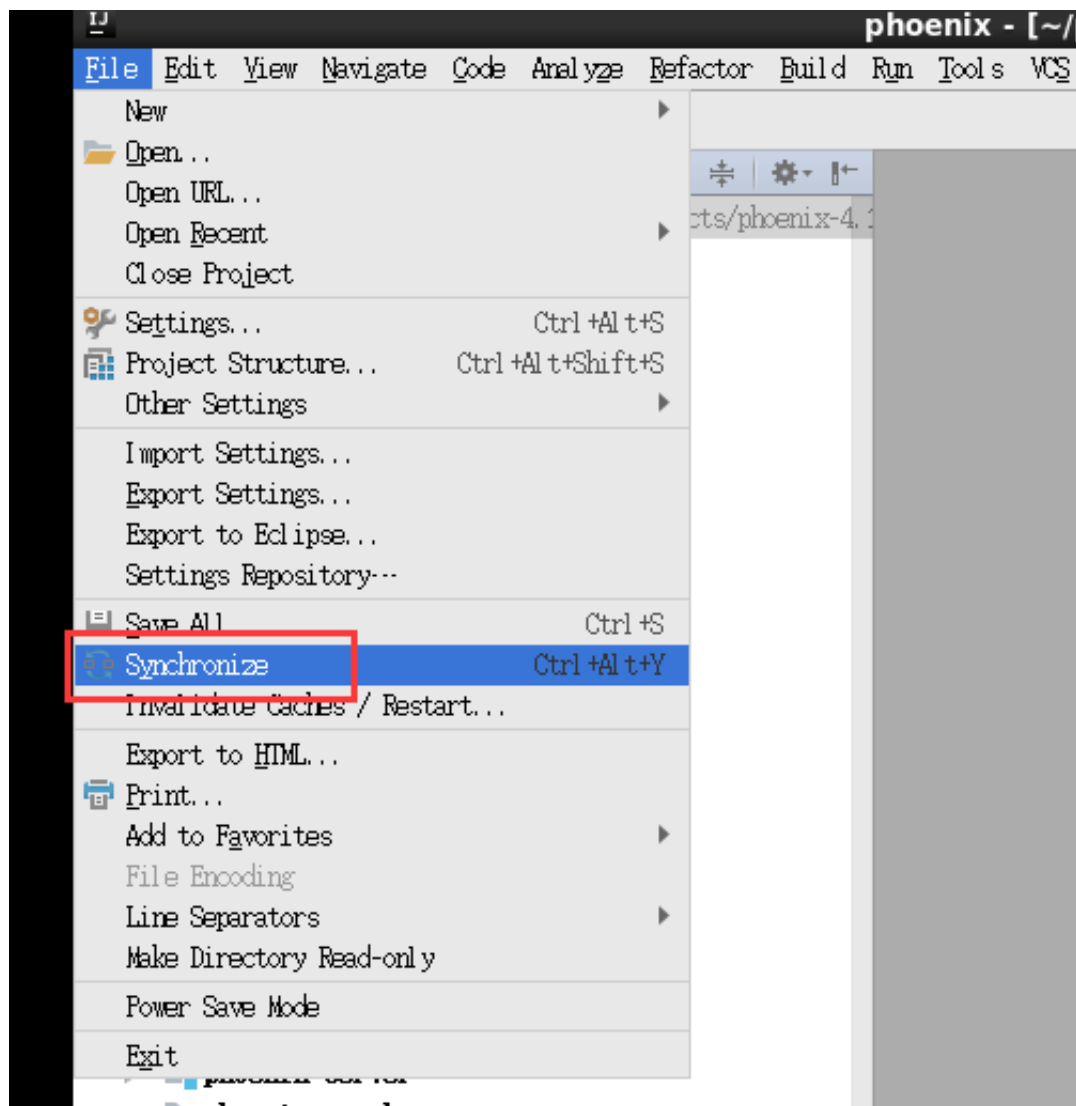 IJ
phoenix - [~/
File Edit View Navigate Code Analyze Refactor Build Run Tools VCS
New
Open...
Open URL...
cts/phoenix-4.1
Open Recent
Close Project
Settings... Ctrl+Alt+S
Project Structure... Ctrl+Alt+Shift+S
Other Settings
Import Settings...
Export Settings...
Export to Eclipse...
Settings Repository...
Save All Ctrl+S
Synchronize Ctrl+Alt+Y
Invalidate Caches / Restart...
Export to HTML...
Print...
Add to Favorites
File Encoding
Line Separators
Make Directory Read-only
Power Save Mode
Exit
phoenix-server